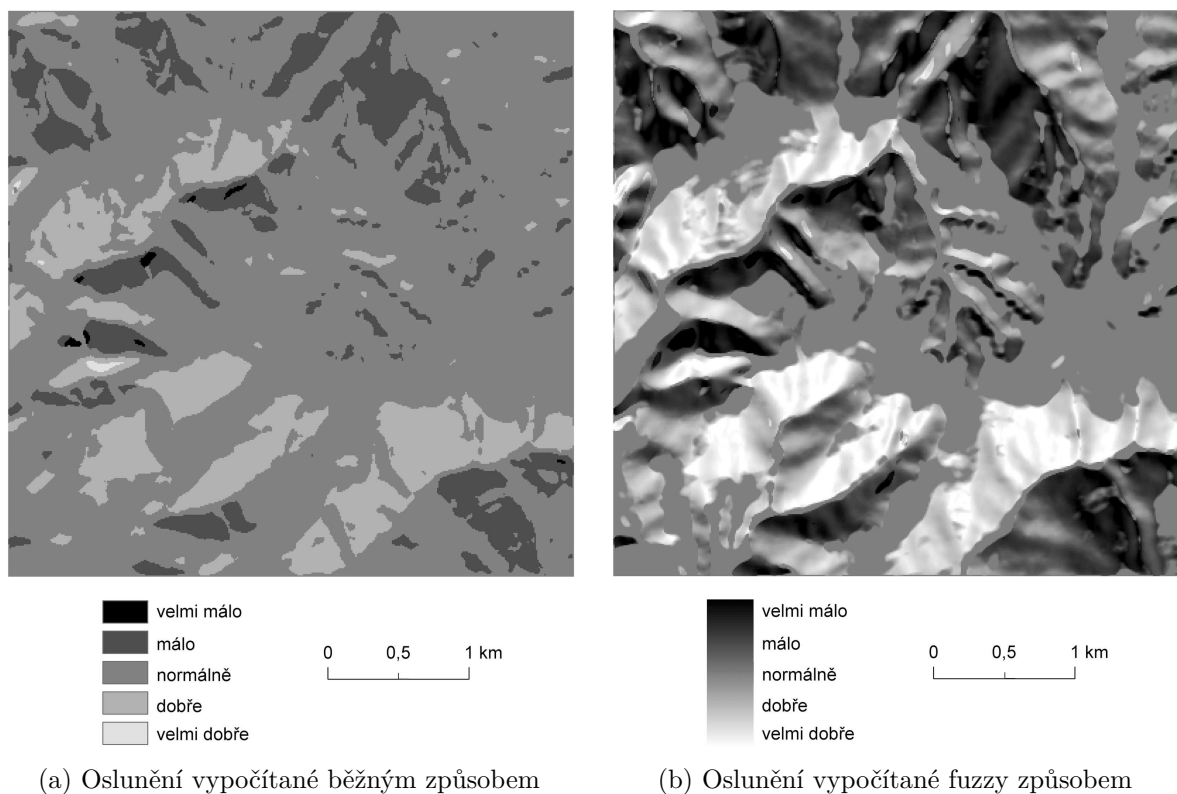 velmi málo
málo
normálně
dobře
velmi dobře
0 0,5 1 km
(a) Oslunění vypočítané běžným způsobem
velmi málo
málo
normálně
dobře
velmi dobře
0 0,5 1 km
(b) Oslunění vypočítané fuzzy způsobem